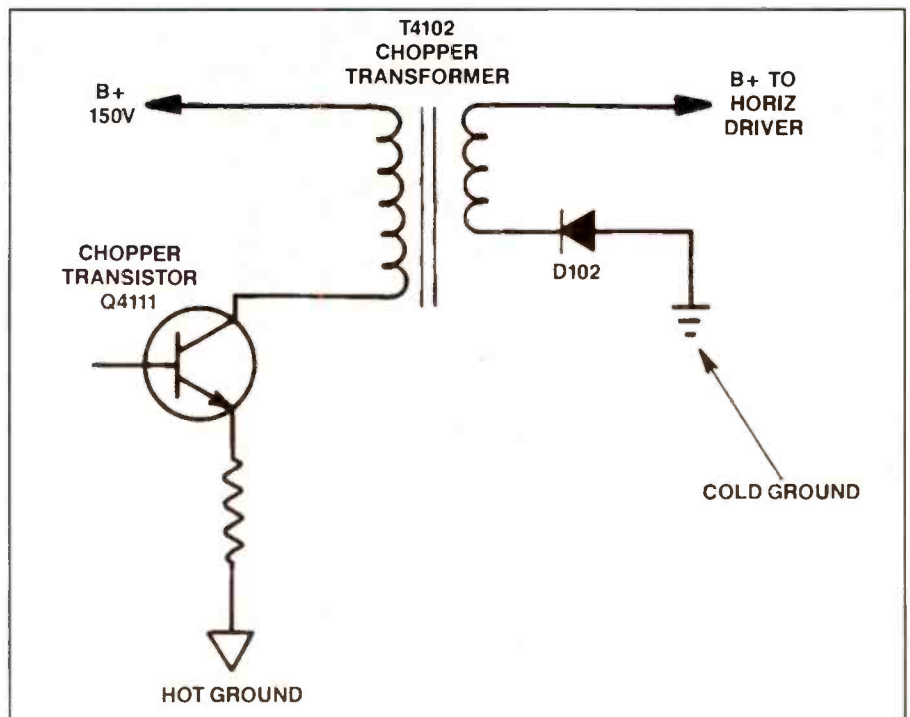 T4102
CHOPPER
TRANSFORMER
B+
150V
B+ TO
HORIZ
DRIVER
CHOPPER
TRANSISTOR
Q4111
D102
COLD GROUND
HOT GROUND